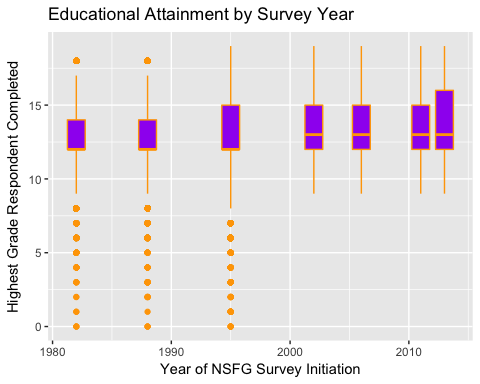 Educational Attainment by Survey Year
Highest Grade Respondent Completed
15
10
5
0
1980 1990 2000 2010
Year of NSFG Survey Initiation